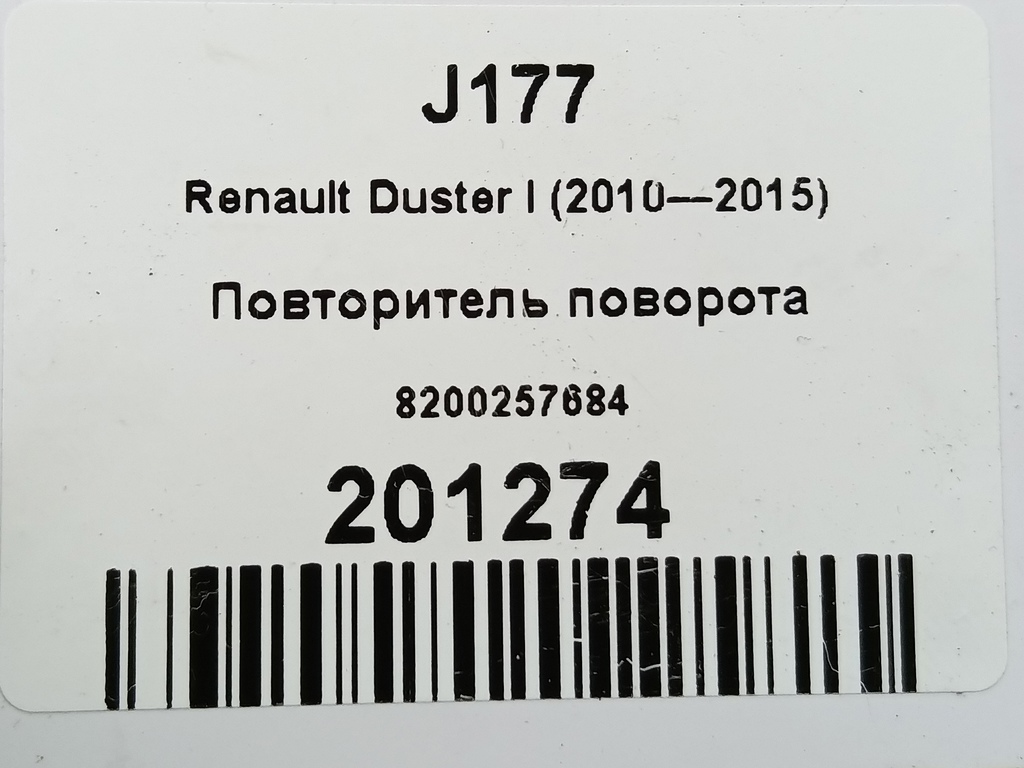 J177
Renault Duster I (2010—2015)
Повторитель поворота
8200257684
201274